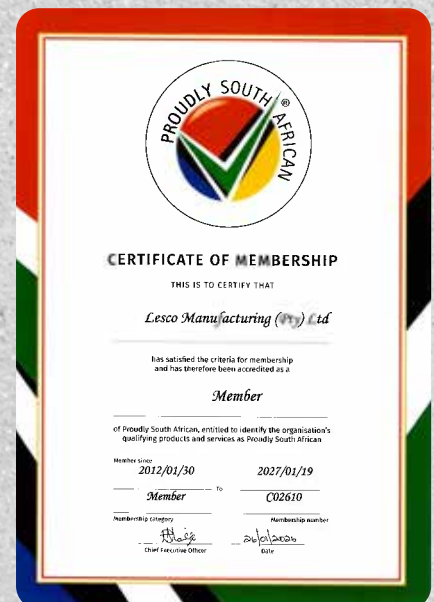 PROUDLY SOUTH AFRICAN
®
CERTIFICATE OF MEMBERSHIP
THIS IS TO CERTIFY THAT
Lesco Manufacturing (Pty) Ltd
has satisfied the criteria for membership
and has therefore been accredited as a
Member
of Proudly South African, entitled to identify the organisation's
qualifying products and services as Proudly South African
Member since
2012/01/30 2027/01/19
To
Member C02610
Membership category Membership number
26/01/2026
Chief Executive Officer Date